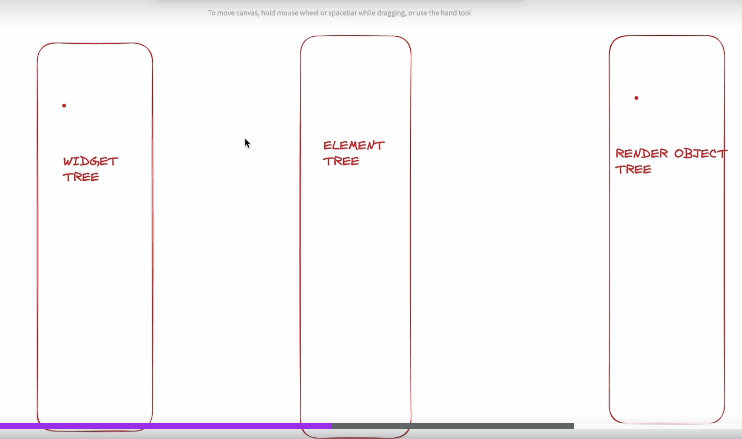 To move canvas, hold mouse wheel or spacebar while dragging, or use the hand tool
WIDGET
TREE
ELEMENT
TREE
RENDER OBJECT
TREE